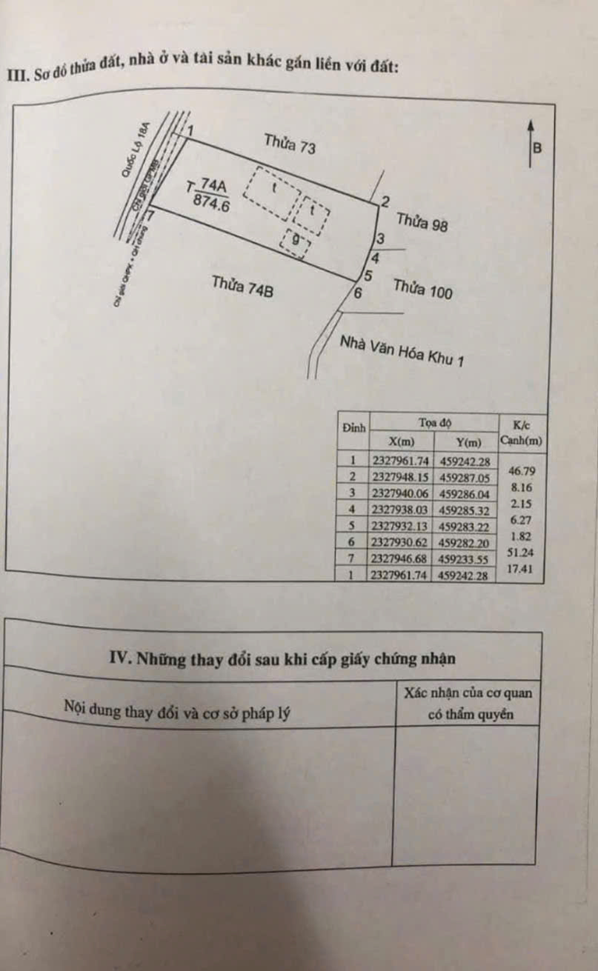 III. Sơ đồ thửa đất, nhà ở và tài sản khác gắn liền với đất:
Quốc Lộ 18A
1
Thửa 73
B
T 74A
874.6
t
t
g
2
Thửa 98
3
4
5
6
7
Thửa 100
Chỉ giới
Thửa 74B
Nhà Văn Hóa Khu 1
Đỉnh Tọa độ K/c Cạnh(m)
X(m) Y(m)
1 2327961.74 459242.28
46.79
2 2327948.15 459287.05
8.16
3 2327940.06 459286.04
2.15
4 2327938.03 459285.32
6.27
5 2327932.13 459283.22
1.82
6 2327930.62 459282.20
51.24
7 2327946.68 459233.55
17.41
1 2327961.74 459242.28
IV. Những thay đổi sau khi cấp giấy chứng nhận
Nội dung thay đổi và cơ sở pháp lý
Xác nhận của cơ quan
có thẩm quyền